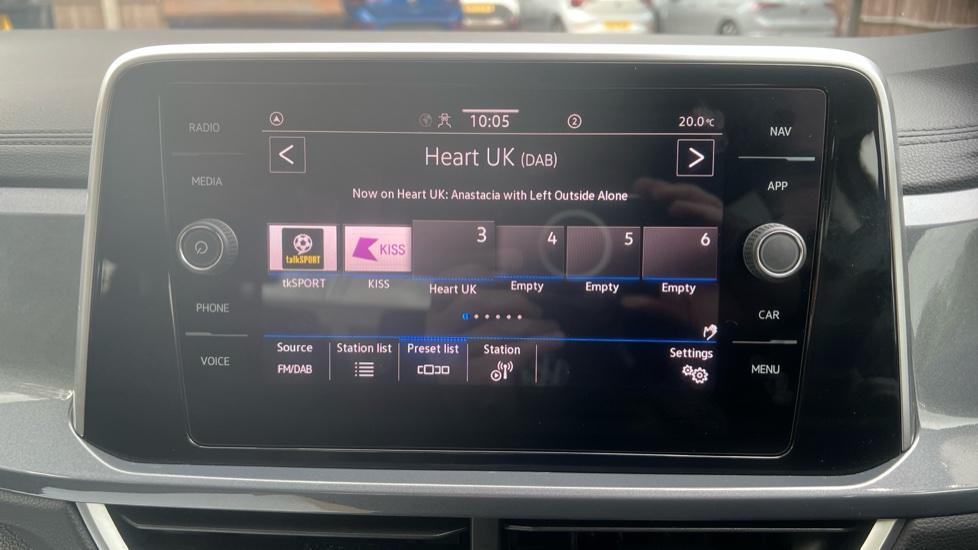 RADIO
MEDIA
PHONE
VOICE
10:05
2
20.0°C
<
Heart UK (DAB)
>
Now on Heart UK: Anastacia with Left Outside Alone
talkSPORT
KISS
3
4
5
6
tkSPORT
KISS
Heart UK
Empty
Empty
Empty
Source
FM/DAB
Station list
Preset list
Station
Settings
NAV
APP
CAR
MENU